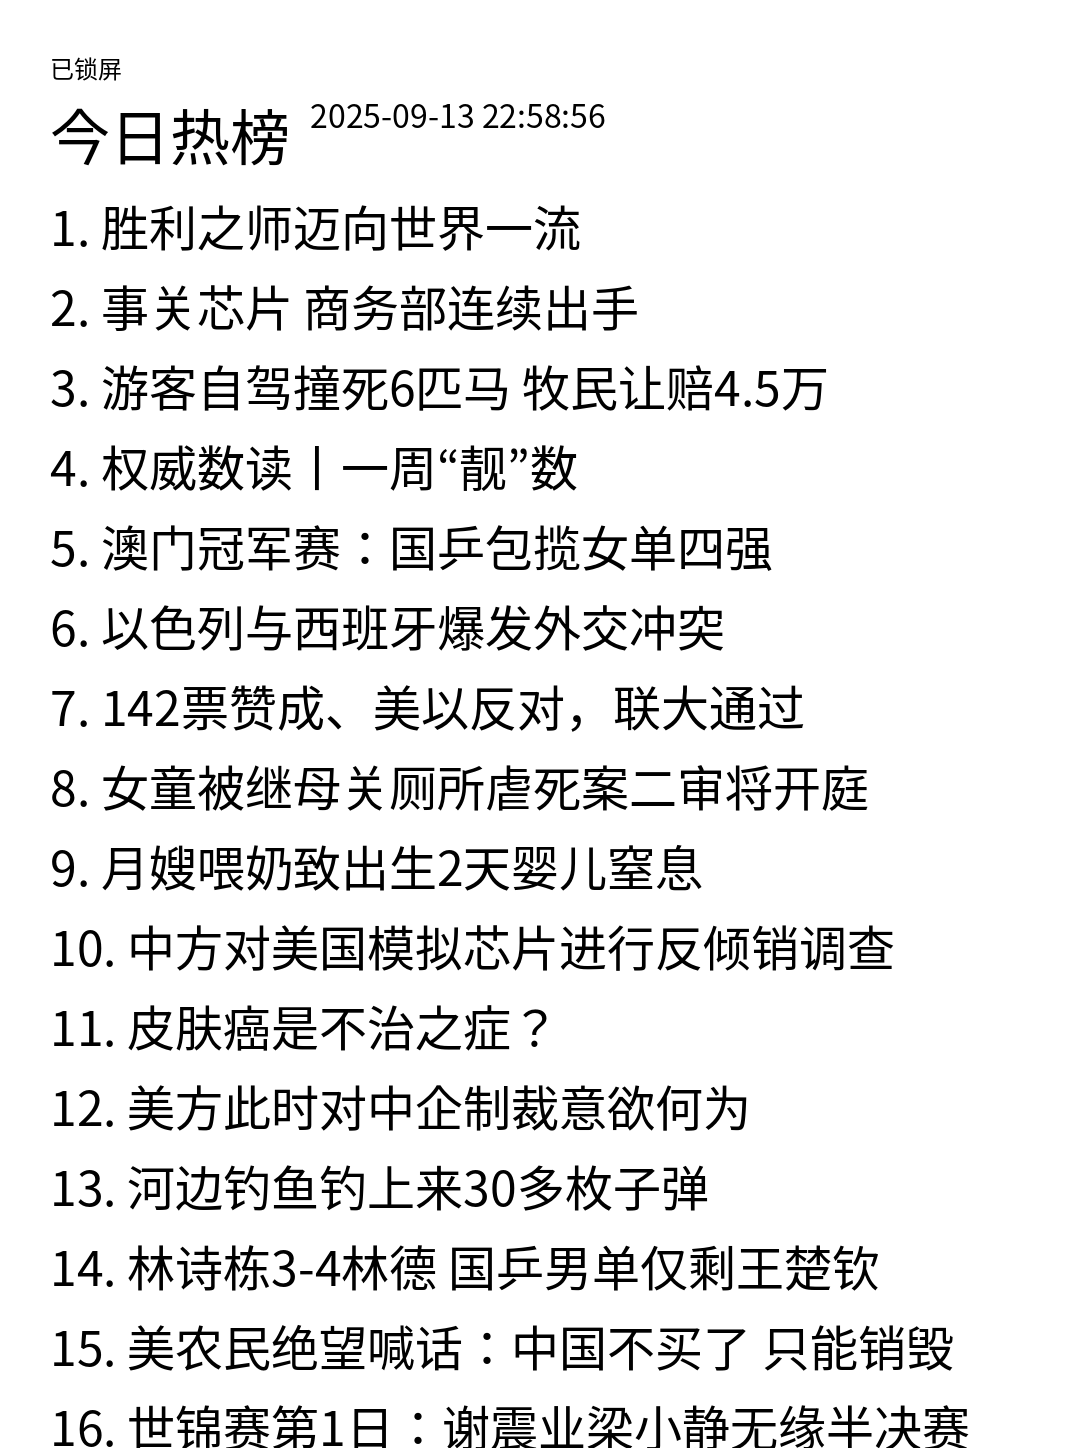 已锁屏
今日热榜 2025-09-13 22:58:56
1. 胜利之师迈向世界一流
2. 事关芯片 商务部连续出手
3. 游客自驾撞死6匹马 牧民让赔4.5万
4. 权威数读丨一周“靓”数
5. 澳门冠军赛：国乒包揽女单四强
6. 以色列与西班牙爆发外交冲突
7. 142票赞成、美以反对，联大通过
8. 女童被继母关厕所虐死案二审将开庭
9. 月嫂喂奶致出生2天婴儿窒息
10. 中方对美国模拟芯片进行反倾销调查
11. 皮肤癌是不治之症？
12. 美方此时对中企制裁意欲何为
13. 河边钓鱼钓上来30多枚子弹
14. 林诗栋3-4林德 国乒男单仅剩王楚钦
15. 美农民绝望喊话：中国不买了 只能销毁
16. 世锦赛第1日：谢震业梁小静无缘半决赛